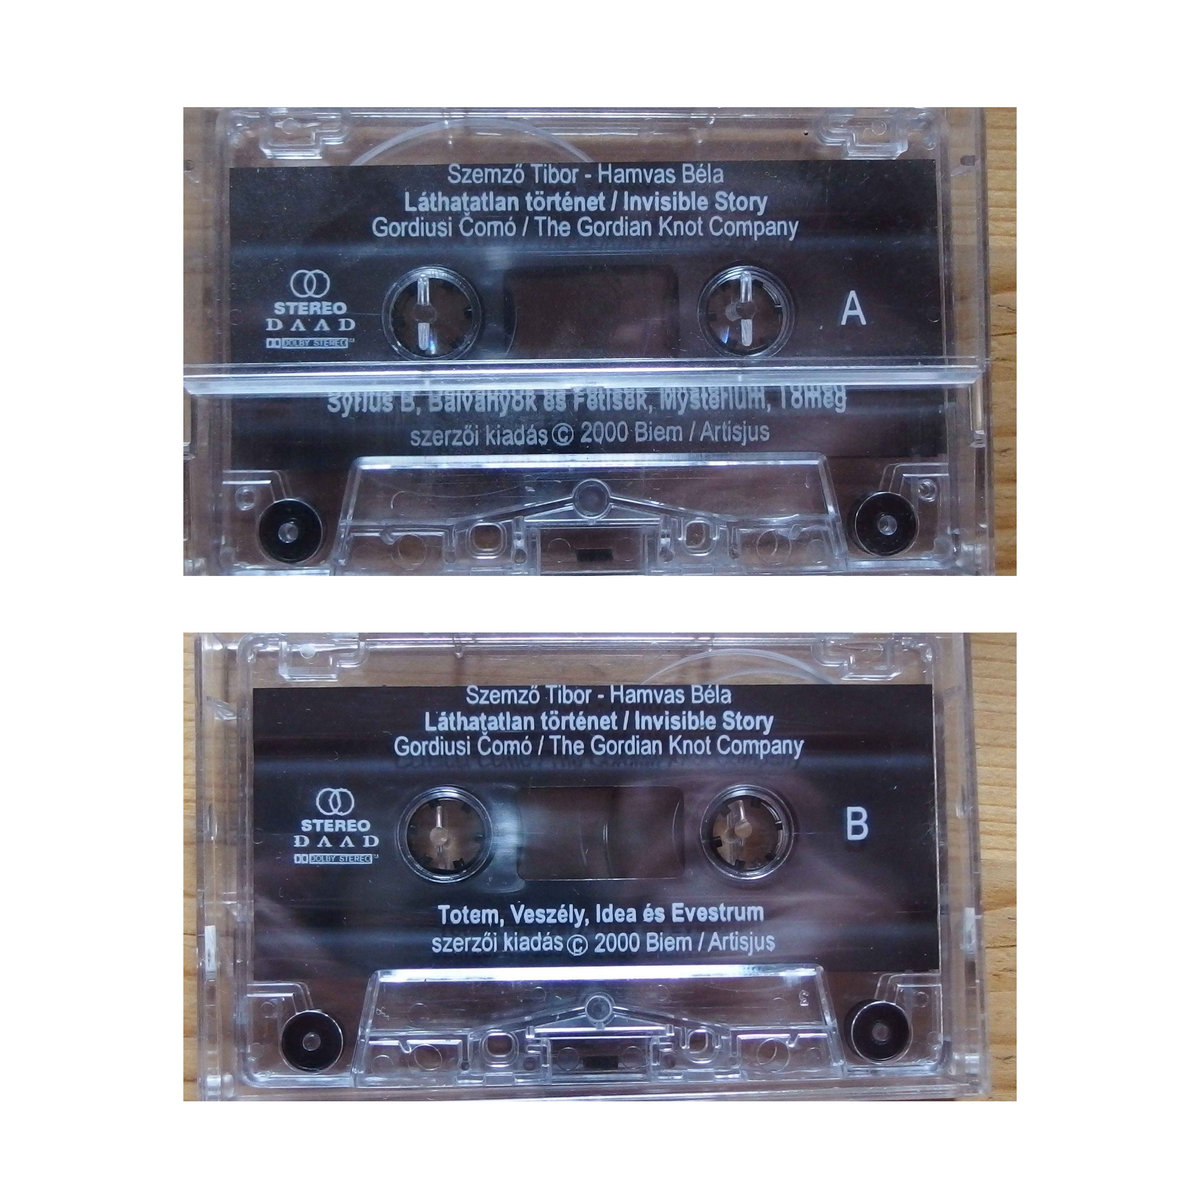 Szemző Tibor - Hamvas Béla
Láthatatlan történet / Invisible Story
Gordiusi Čomó / The Gordian Knot Company
STEREO
DAAD
DOLBY STEREO
A
Syrius B, Bálványok és Fétisek, Mysterium, Tömeg
szerzői kiadás © 2000 Biem / Artisjus
Szemző Tibor - Hamvas Béla
Láthatatlan történet / Invisible Story
Gordiusi Čomó / The Gordian Knot Company
STEREO
DAAD
DOLBY STEREO
B
Totem, Veszély, Idea és Evestrum
szerzői kiadás © 2000 Biem / Artisjus